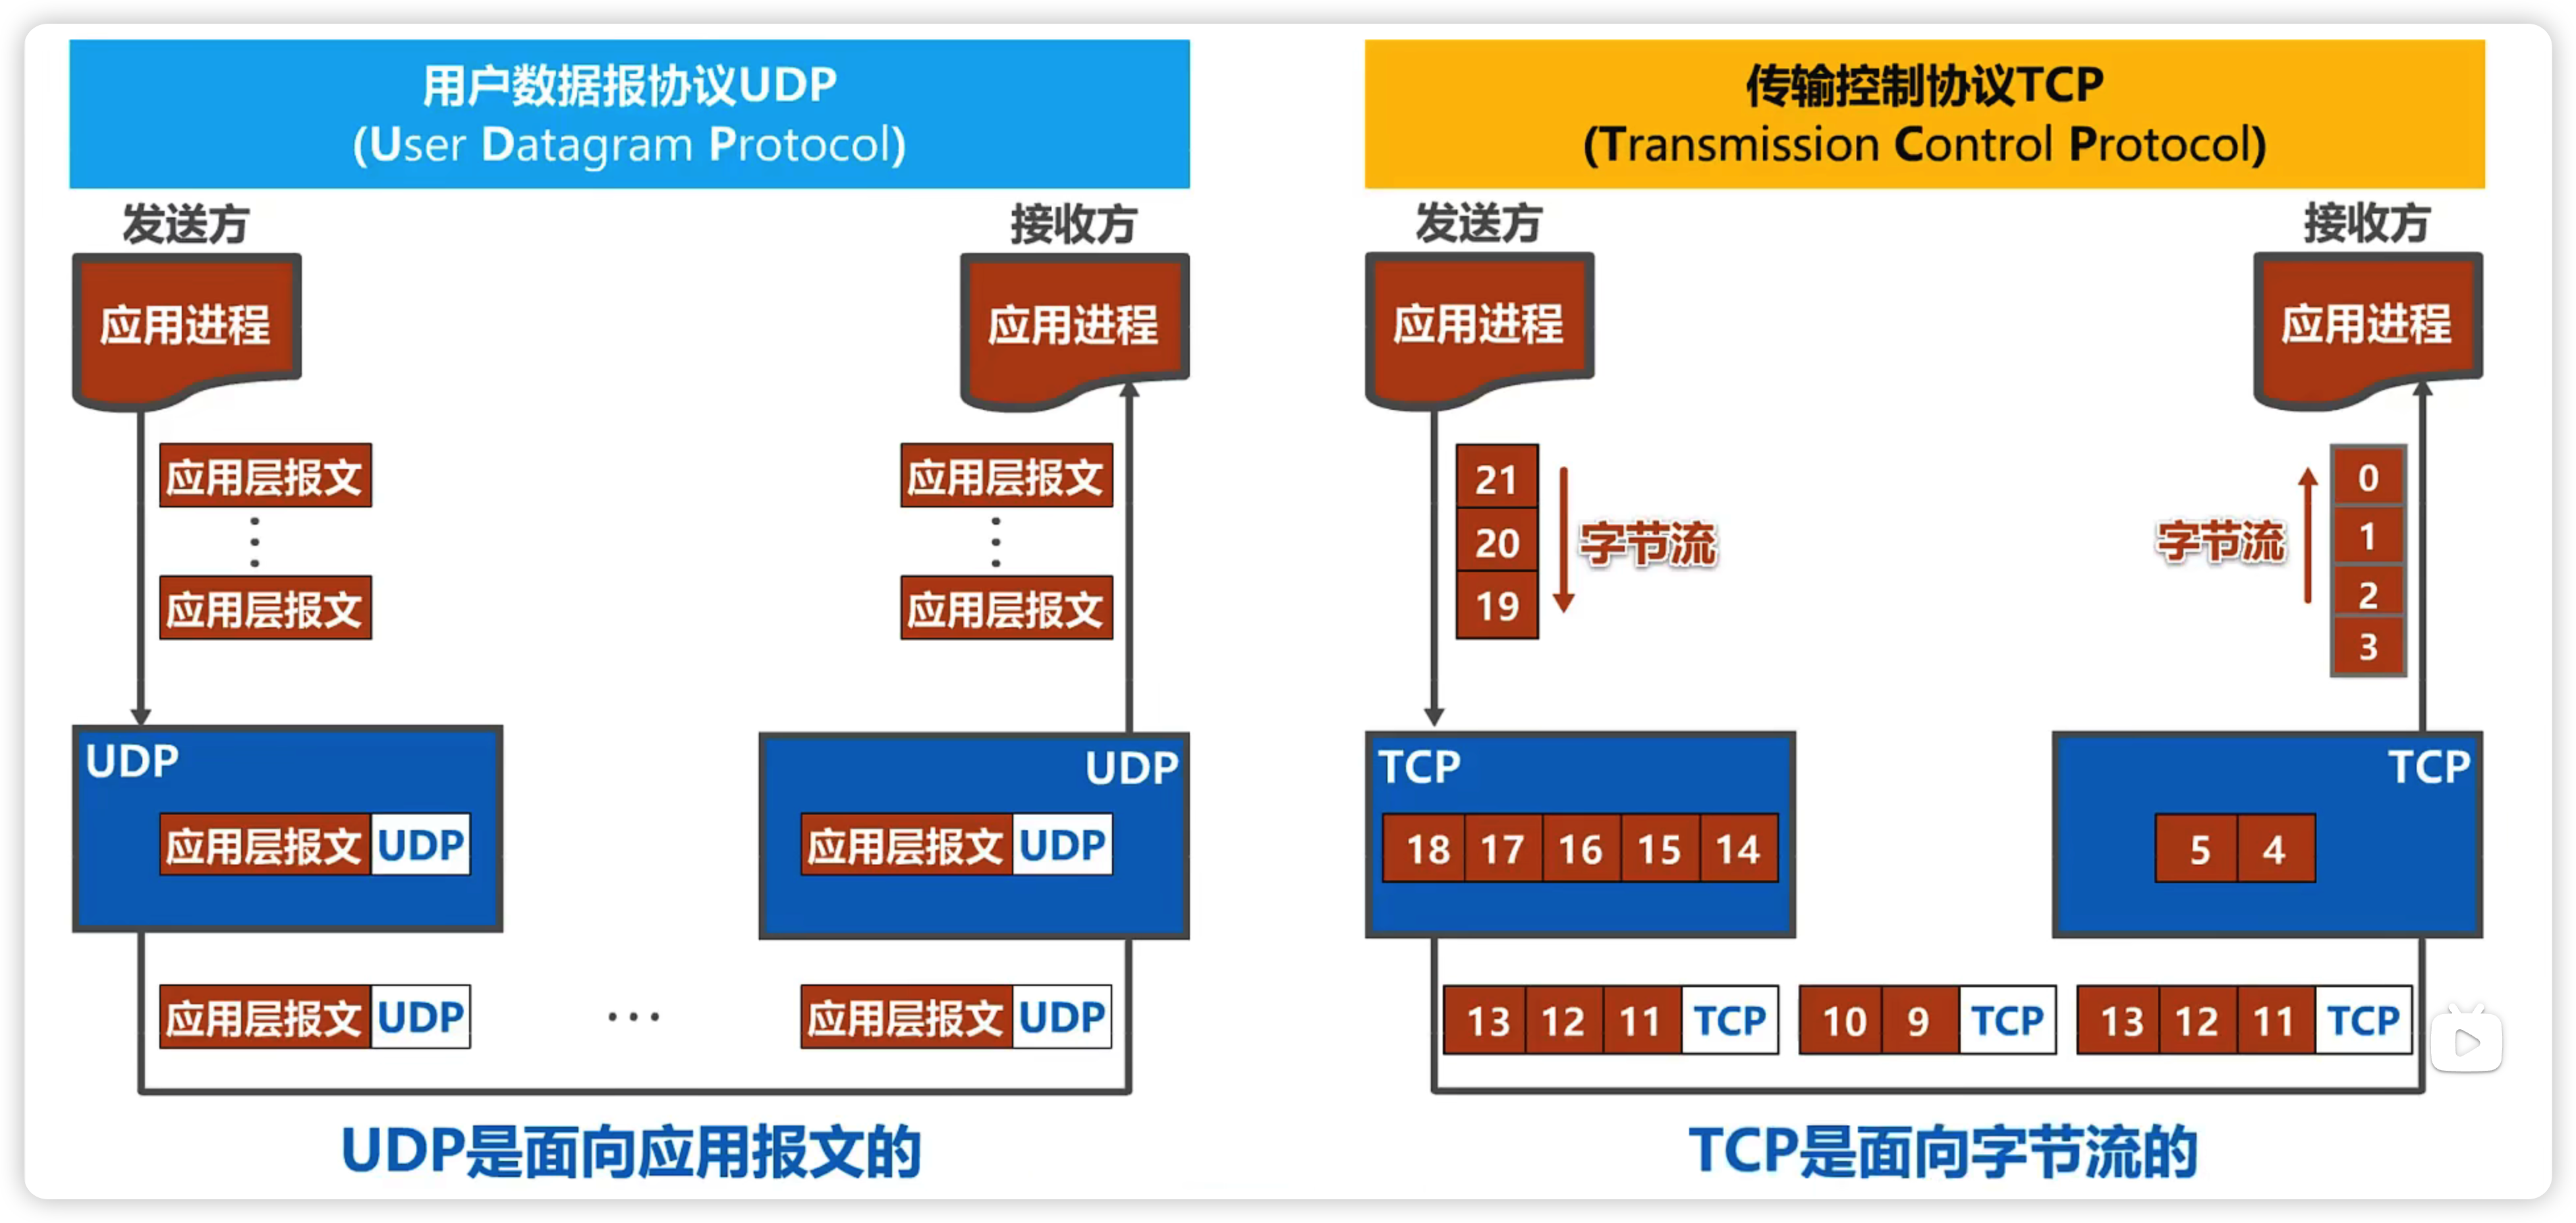 用户数据报协议UDP
(User Datagram Protocol)
发送方
接收方
应用进程
应用进程
应用层报文
应用层报文
应用层报文
应用层报文
UDP
应用层报文 UDP
UDP
应用层报文 UDP
应用层报文 UDP
...
应用层报文 UDP
UDP是面向应用报文的
传输控制协议TCP
(Transmission Control Protocol)
发送方
接收方
应用进程
应用进程
21
20
19
字节流
字节流
0
1
2
3
TCP
18 17 16 15 14
TCP
5 4
13 12 11 TCP
10 9 TCP
13 12 11 TCP
TCP是面向字节流的